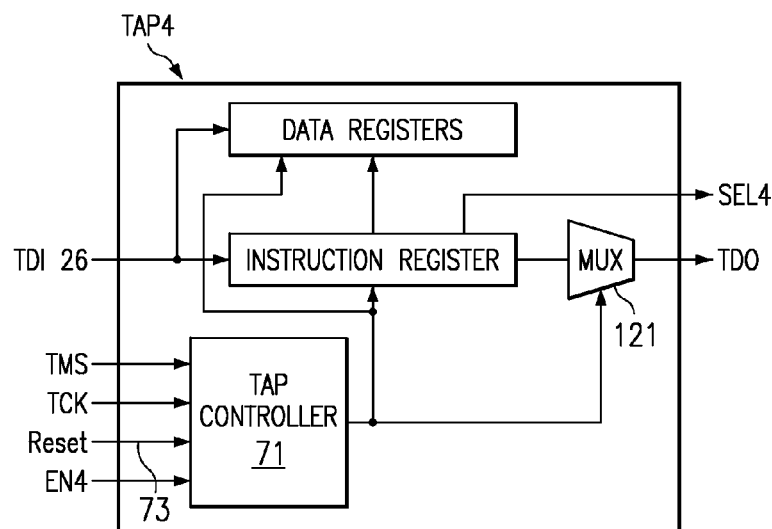 TAP4
DATA REGISTERS
SEL4
TDI 26
INSTRUCTION REGISTER
MUX
TDO
121
TMS
TCK
Reset
EN4
73
TAP
CONTROLLER
71